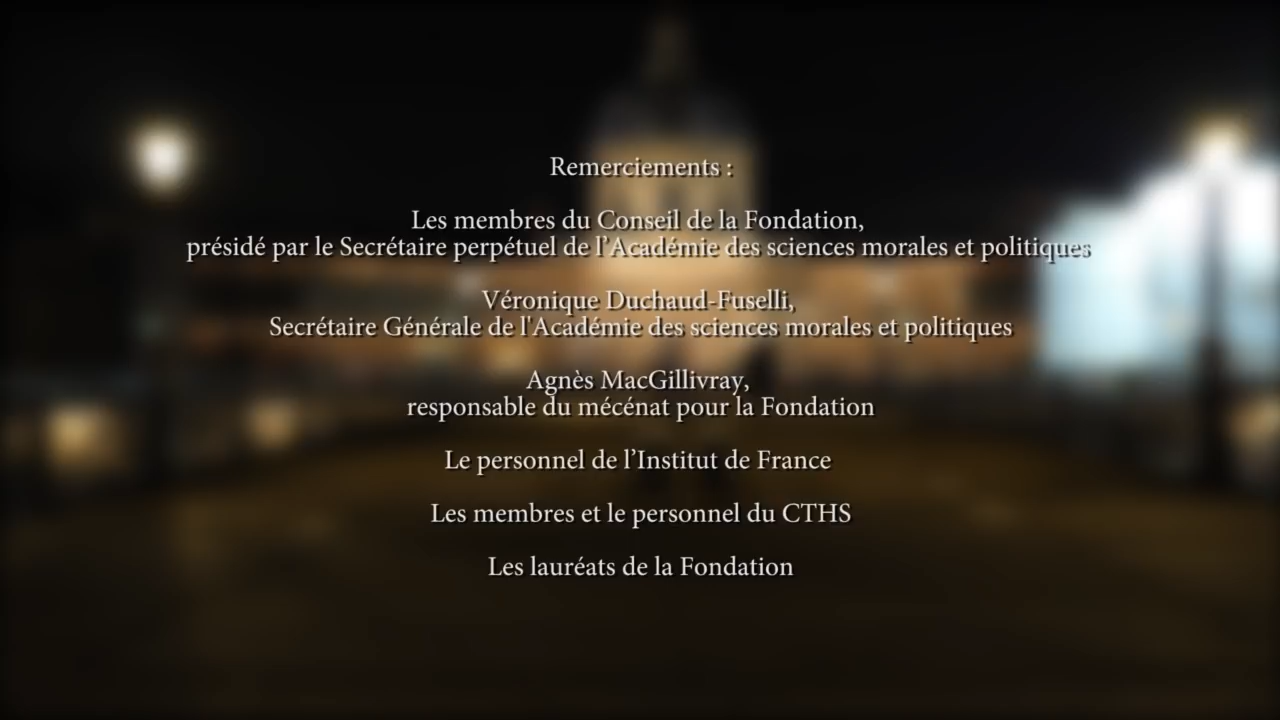 Remerciements :
Les membres du Conseil de la Fondation,
présidé par le Secrétaire perpétuel de l’Académie des sciences morales et politiques
Véronique Duchaud-Fuselli,
Secrétaire Générale de l'Académie des sciences morales et politiques
Agnès MacGillivray,
responsable du mécénat pour la Fondation
Le personnel de l’Institut de France
Les membres et le personnel du CTHS
Les lauréats de la Fondation